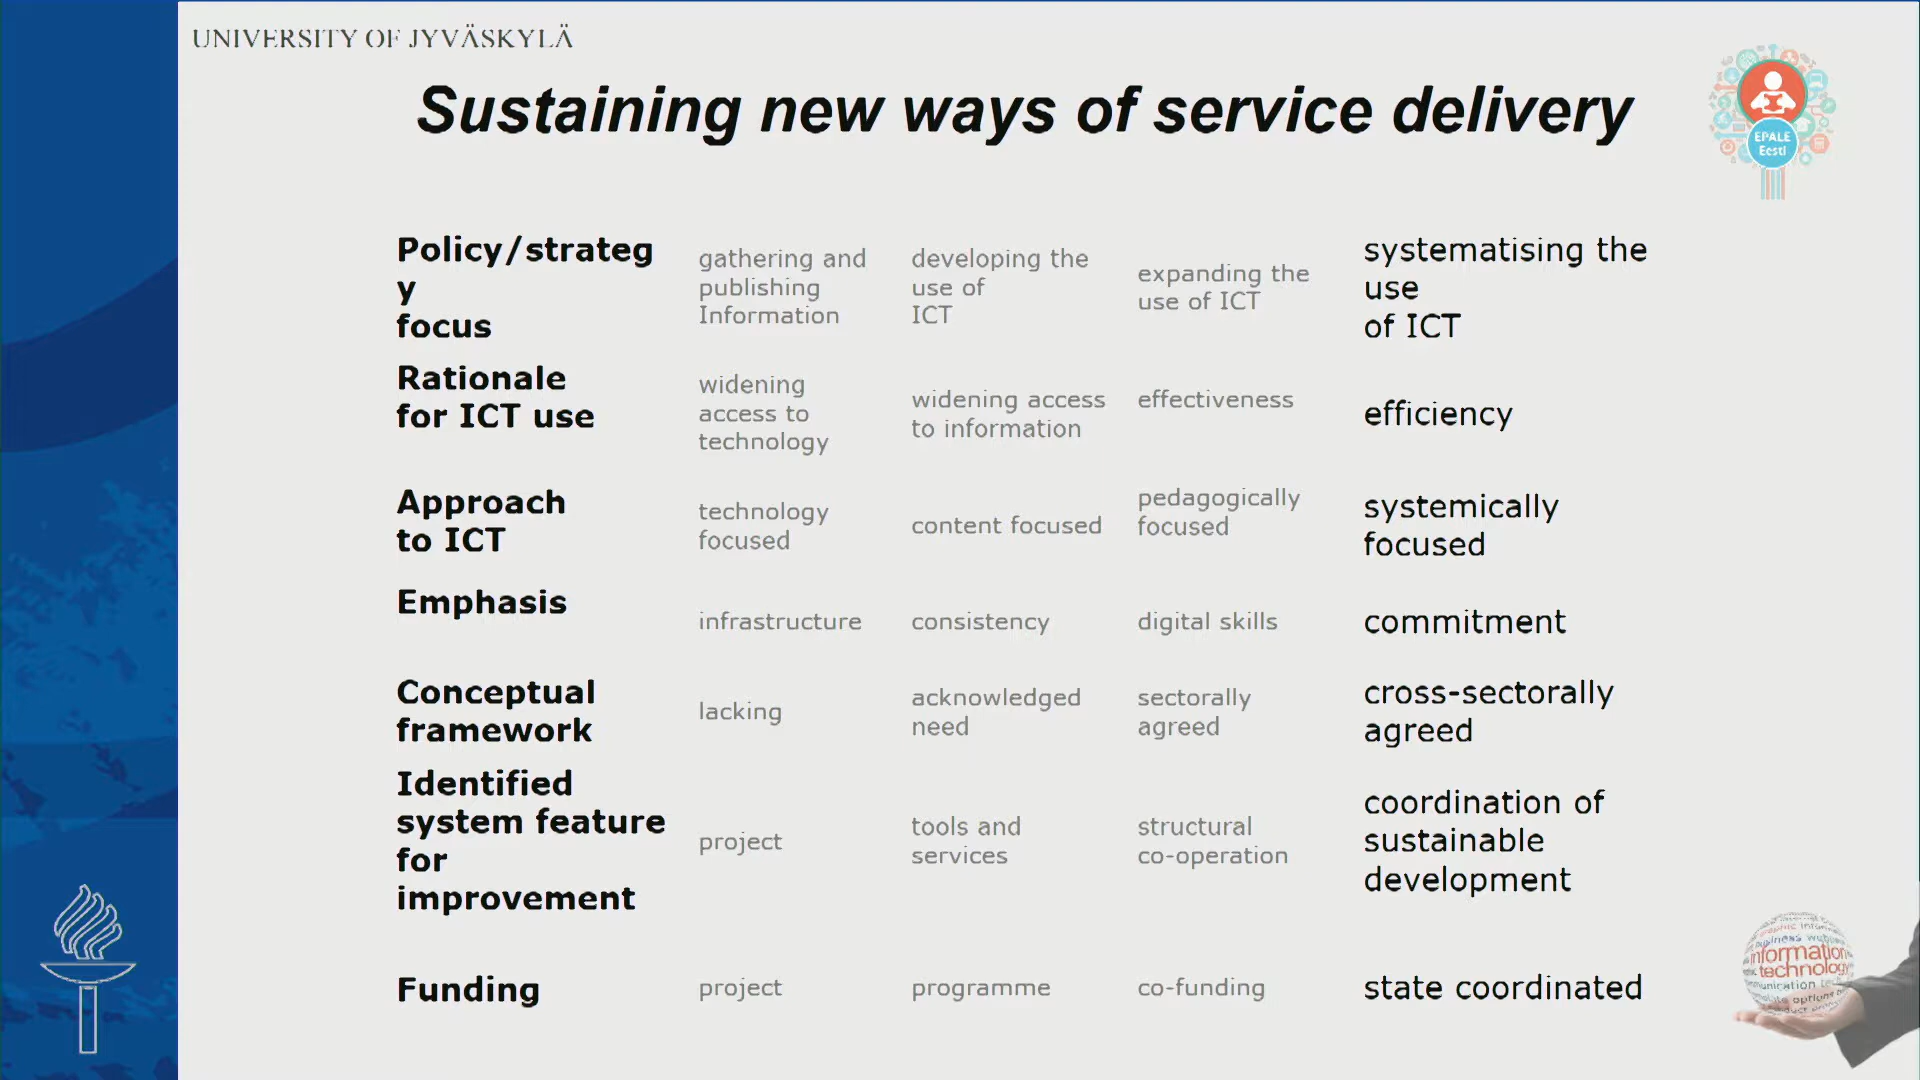 UNIVERSITY OF JYVÄSKYLÄ
Sustaining new ways of service delivery
EPALE
Eesti
Policy/strateg
y
focus
gathering and
publishing
Information
developing the
use of
ICT
expanding the
use of ICT
systematising the
use
of ICT
Rationale
for ICT use
widening
access to
technology
widening access
to information
effectiveness
efficiency
Approach
to ICT
technology
focused
content focused
pedagogically
focused
systemically
focused
Emphasis
infrastructure
consistency
digital skills
commitment
Conceptual
framework
lacking
acknowledged
need
sectorally
agreed
cross-sectorally
agreed
Identified
system feature
for
improvement
project
tools and
services
structural
co-operation
coordination of
sustainable
development
Funding
project
programme
co-funding
state coordinated
business
information
technology
options